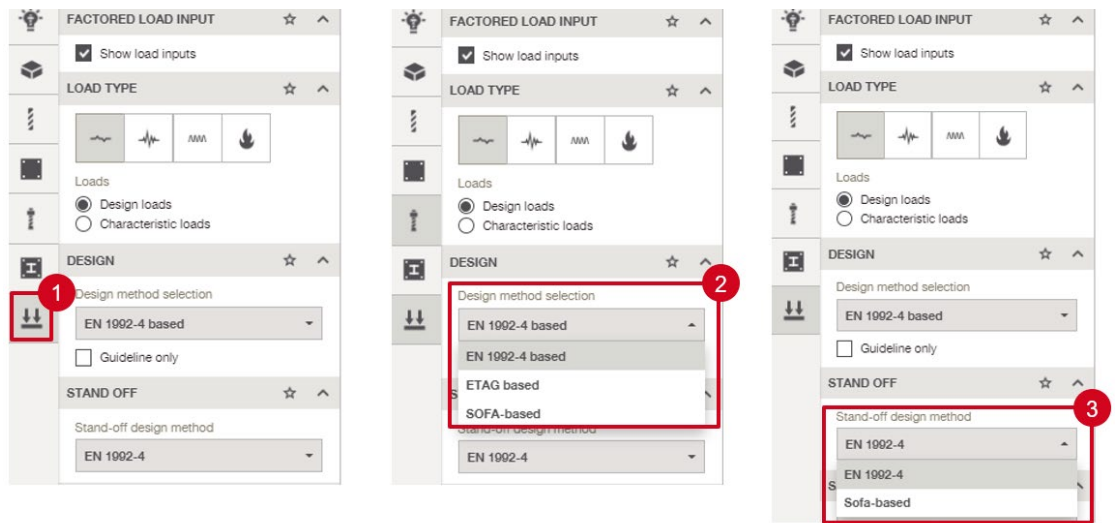 FACTORED LOAD INPUT
Show load inputs
LOAD TYPE
Loads
Design loads
Characteristic loads
DESIGN
1
Design method selection
EN 1992-4 based
Guideline only
STAND OFF
Stand-off design method
EN 1992-4
FACTORED LOAD INPUT
Show load inputs
LOAD TYPE
Loads
Design loads
Characteristic loads
DESIGN
2
Design method selection
EN 1992-4 based
EN 1992-4 based
ETAG based
S
SOFA-based
Stand-off design method
EN 1992-4
FACTORED LOAD INPUT
Show load inputs
LOAD TYPE
Loads
Design loads
Characteristic loads
DESIGN
Design method selection
EN 1992-4 based
Guideline only
STAND OFF
3
Stand-off design method
EN 1992-4
EN 1992-4
S
Sofa-based